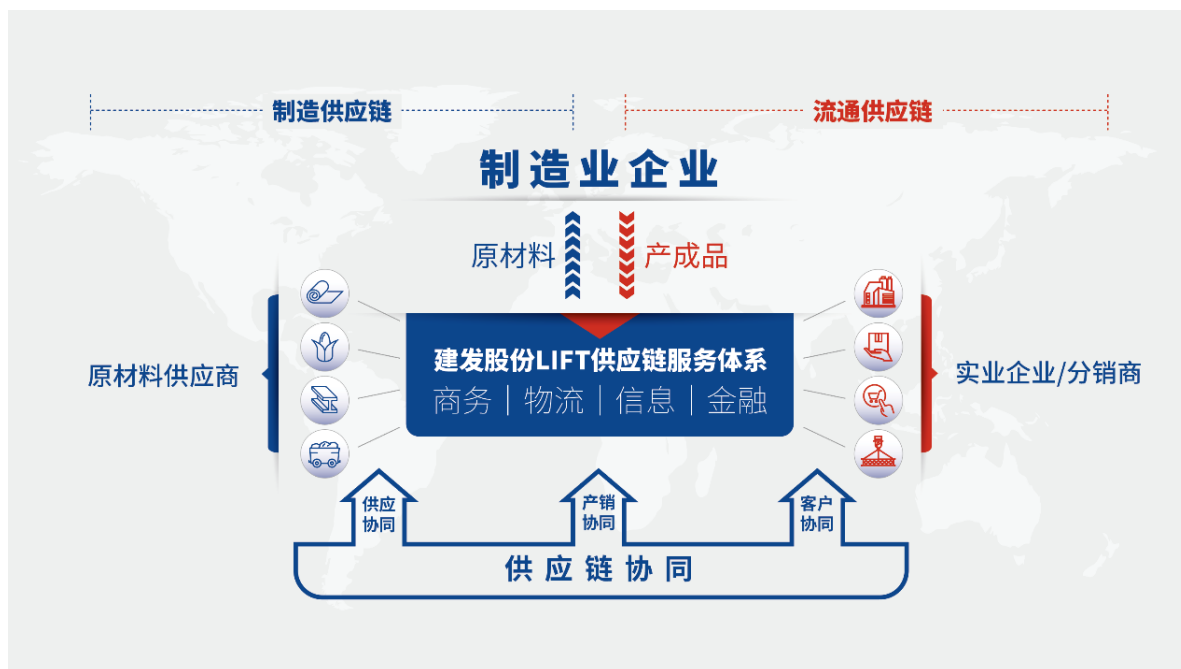 制造供应链
流通供应链
制造业企业
原材料
产成品
原材料供应商
建发股份LIFT供应链服务体系
商务｜物流｜信息｜金融
实业企业/分销商
供应
协同
产销
协同
客户
协同
供应链协同